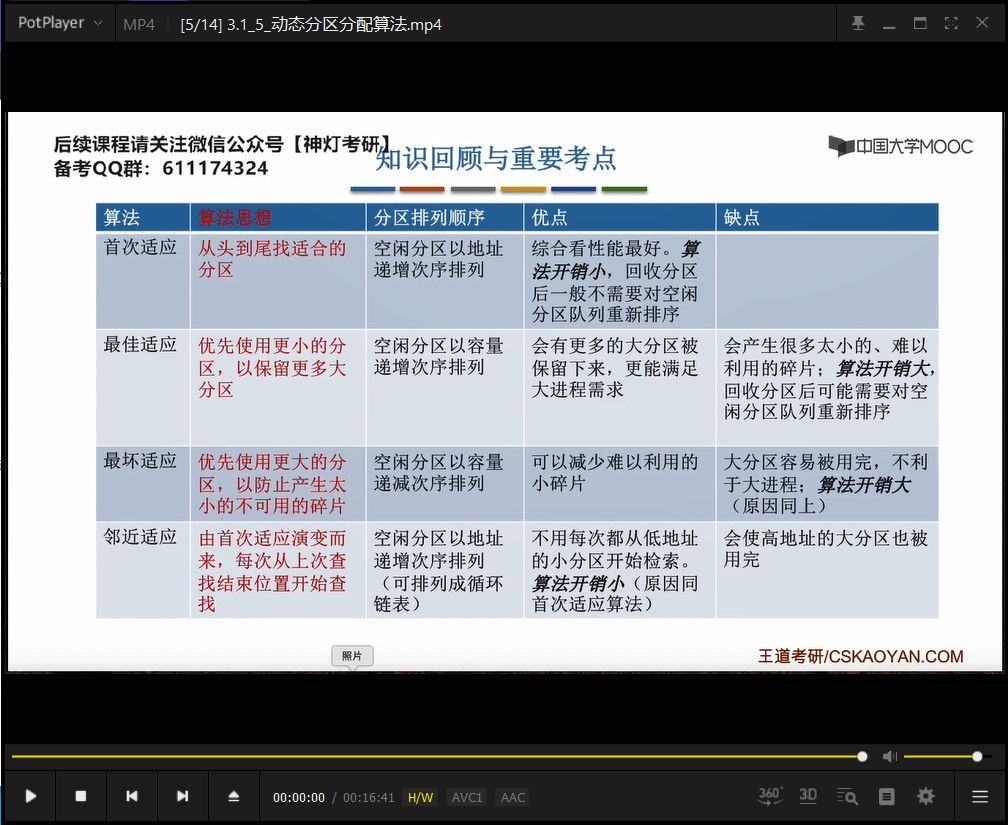 PotPlayer
MP4
[5/14] 3.1_5_动态分区分配算法.mp4
后续课程请关注微信公众号【神灯考研】
备考QQ群：611174324
知识回顾与重要考点
中国大学MOOC
算法
算法思想
分区排列顺序
优点
缺点
首次适应
从头到尾找适合的
分区
空闲分区以地址
递增次序排列
综合看性能最好。算
法开销小，回收分区
后一般不需要对空闲
分区队列重新排序
最佳适应
优先使用更小的分
区，以保留更多大
分区
空闲分区以容量
递增次序排列
会有更多的大分区被
保留下来，更能满足
大进程需求
会产生很多太小的、难以
利用的碎片；算法开销大，
回收分区后可能需要对空
闲分区队列重新排序
最坏适应
优先使用更大的分
区，以防止产生太
小的不可用的碎片
空闲分区以容量
递减次序排列
可以减少难以利用的
小碎片
大分区容易被用完，不利
于大进程；算法开销大
（原因同上）
邻近适应
由首次适应演变而
来，每次从上次查
找结束位置开始查
找
空闲分区以地址
递增次序排列
（可排列成循环
链表）
不用每次都从低地址
的小分区开始检索。
算法开销小（原因同
首次适应算法）
会使高地址的大分区也被
用完
照片
王道考研/CSKAOYAN.COM
00:00:00 / 00:16:41
H/W
AVC1
AAC
360°
3D